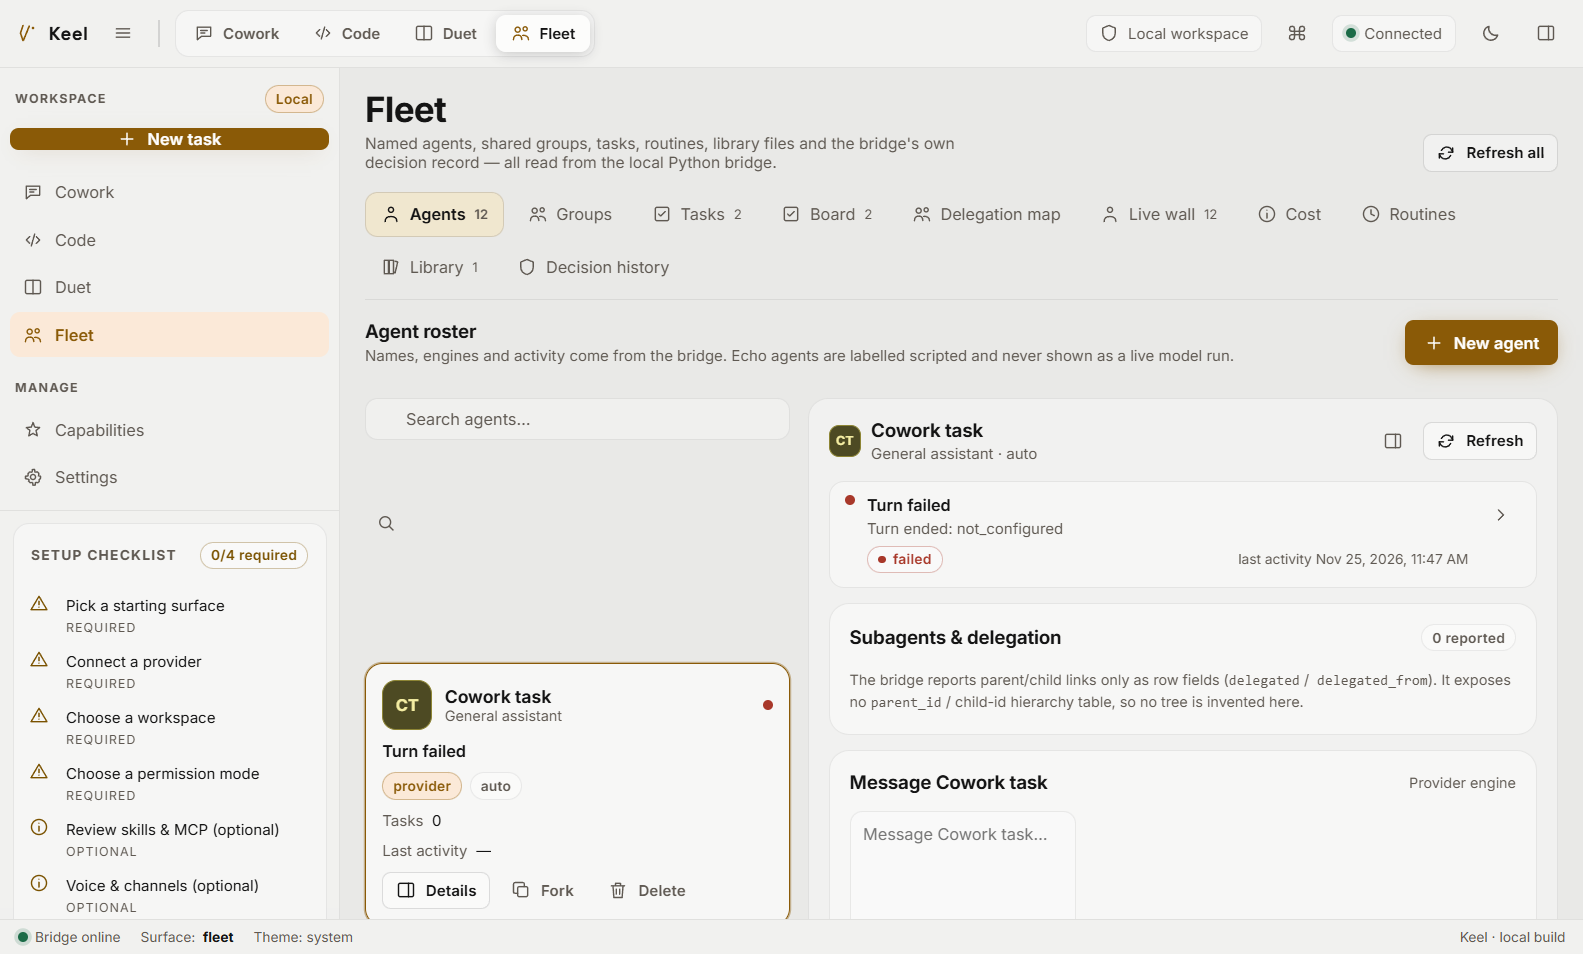 Keel
Cowork
Code
Duet
Fleet
Local workspace
Connected
WORKSPACE
Local
New task
Cowork
Code
Duet
Fleet
MANAGE
Capabilities
Settings
SETUP CHECKLIST
0/4 required
Pick a starting surface
REQUIRED
Connect a provider
REQUIRED
Choose a workspace
REQUIRED
Choose a permission mode
REQUIRED
Review skills & MCP (optional)
OPTIONAL
Voice & channels (optional)
OPTIONAL
Fleet
Named agents, shared groups, tasks, routines, library files and the bridge's own
decision record — all read from the local Python bridge.
Refresh all
Agents 12
Groups
Tasks 2
Board 2
Delegation map
Live wall 12
Cost
Routines
Library 1
Decision history
Agent roster
Names, engines and activity come from the bridge. Echo agents are labelled scripted and never shown as a live model run.
New agent
Search agents...
CT
Cowork task
General assistant
Turn failed
provider
auto
Tasks 0
Last activity —
Details
Fork
Delete
CT
Cowork task
General assistant · auto
Refresh
Turn failed
Turn ended: not_configured
failed
last activity Nov 25, 2026, 11:47 AM
Subagents & delegation
0 reported
The bridge reports parent/child links only as row fields (delegated / delegated_from). It exposes
no parent_id / child-id hierarchy table, so no tree is invented here.
Message Cowork task
Provider engine
Message Cowork task...
Bridge online
Surface: fleet
Theme: system
Keel · local build